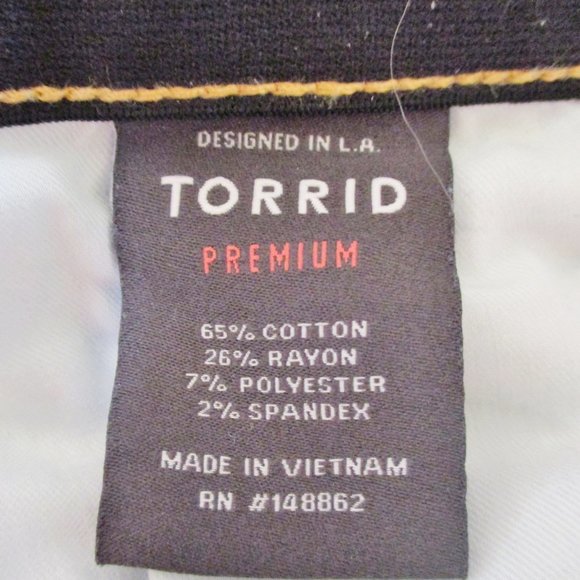 DESIGNED IN L.A.
TORRID
PREMIUM
65% COTTON
26% RAYON
7% POLYESTER
2% SPANDEX
MADE IN VIETNAM
RN #148862